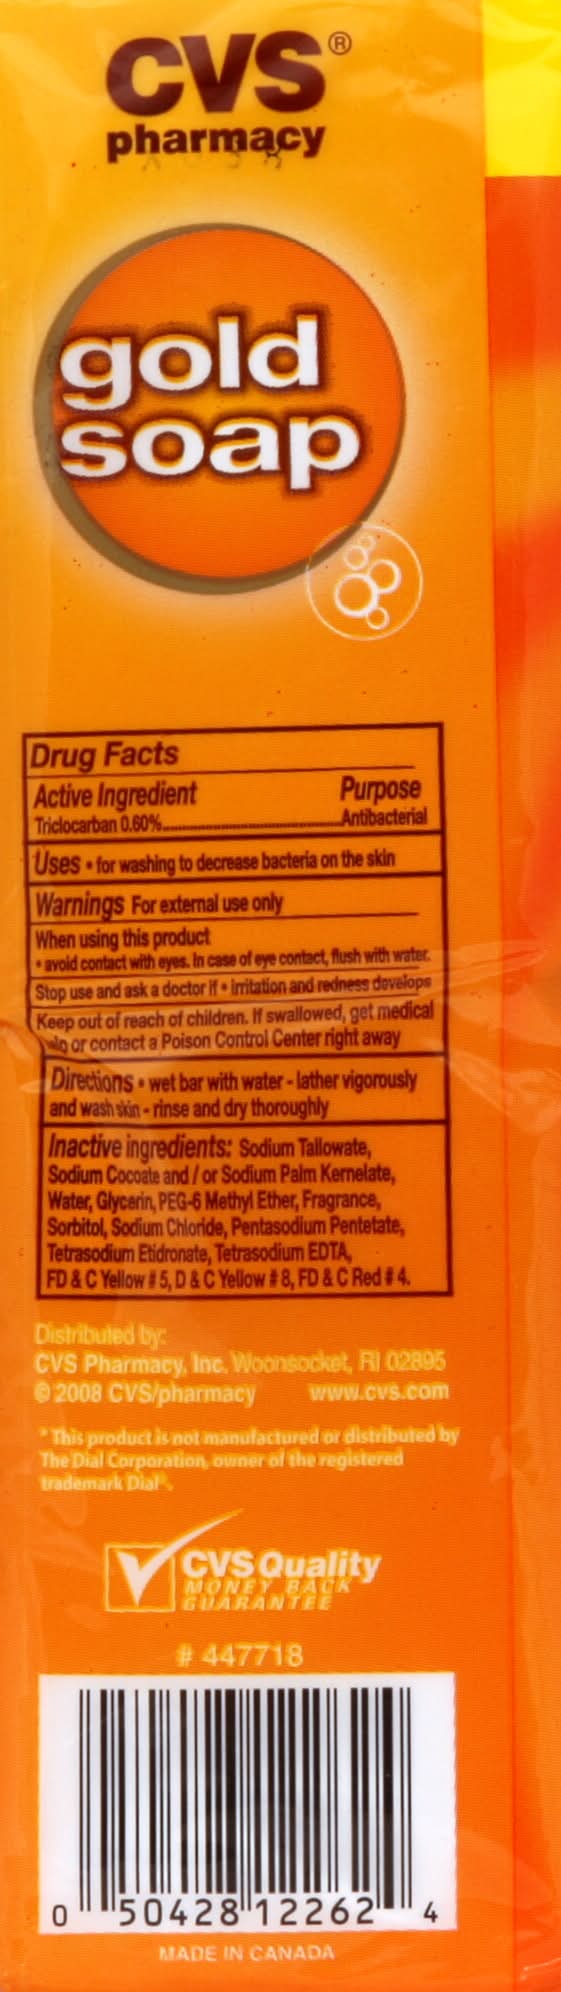 CVS®
pharmacy
gold
soap
Drug Facts
Active Ingredient Purpose
Triclocarban 0.60%..........................................Antibacterial
Uses • for washing to decrease bacteria on the skin
Warnings For external use only
When using this product
• avoid contact with eyes. In case of eye contact, flush with water.
Stop use and ask a doctor if • irritation and redness develops
Keep out of reach of children. If swallowed, get medical
or contact a Poison Control Center right away
Directions • wet bar with water - lather vigorously
and wash skin - rinse and dry thoroughly
Inactive ingredients: Sodium Tallowate,
Sodium Cocoate and / or Sodium Palm Kernelate,
Water, Glycerin, PEG-6 Methyl Ether, Fragrance,
Sorbitol, Sodium Chloride, Pentasodium Pentetate,
Tetrasodium Etidronate, Tetrasodium EDTA,
FD & C Yellow # 5, D & C Yellow # 8, FD & C Red # 4.
Distributed by:
CVS Pharmacy, Inc. Woonsocket, RI 02895
© 2008 CVS/pharmacy www.cvs.com
* This product is not manufactured or distributed by
The Dial Corporation, owner of the registered
trademark Dial®.
CVS Quality
MONEY BACK
GUARANTEE
# 447718
0 50428 12262 4
MADE IN CANADA